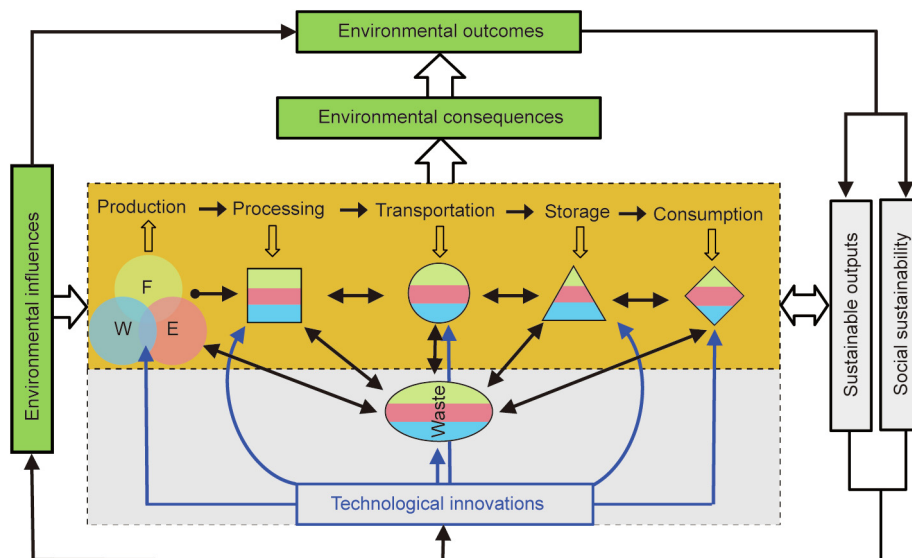 Environmental outcomes
Environmental consequences
Production
Processing
Transportation
Storage
Consumption
Environmental influences
F
W
E
Waste
Technological innovations
Sustainable outputs
Social sustainability